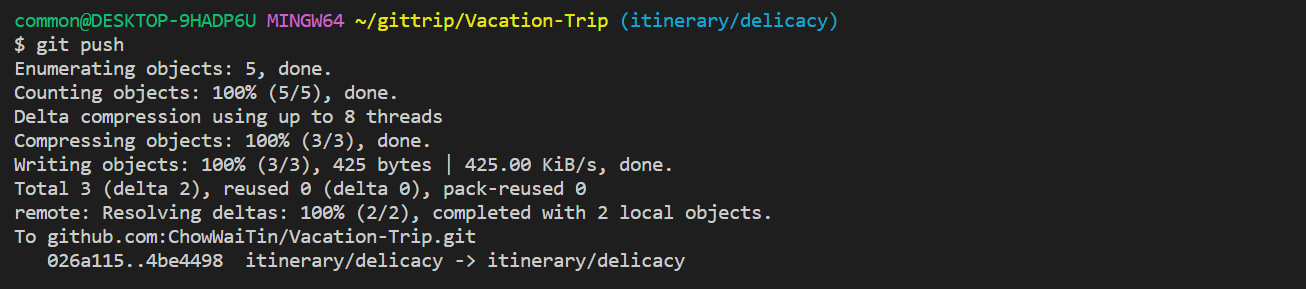 common@DESKTOP-9HADP6U MINGW64 ~/gittrip/Vacation-Trip (itinerary/delicacy)
$ git push
Enumerating objects: 5, done.
Counting objects: 100% (5/5), done.
Delta compression using up to 8 threads
Compressing objects: 100% (3/3), done.
Writing objects: 100% (3/3), 425 bytes | 425.00 KiB/s, done.
Total 3 (delta 2), reused 0 (delta 0), pack-reused 0
remote: Resolving deltas: 100% (2/2), completed with 2 local objects.
To github.com:ChowWaiTin/Vacation-Trip.git
   026a115..4be4498  itinerary/delicacy -> itinerary/delicacy